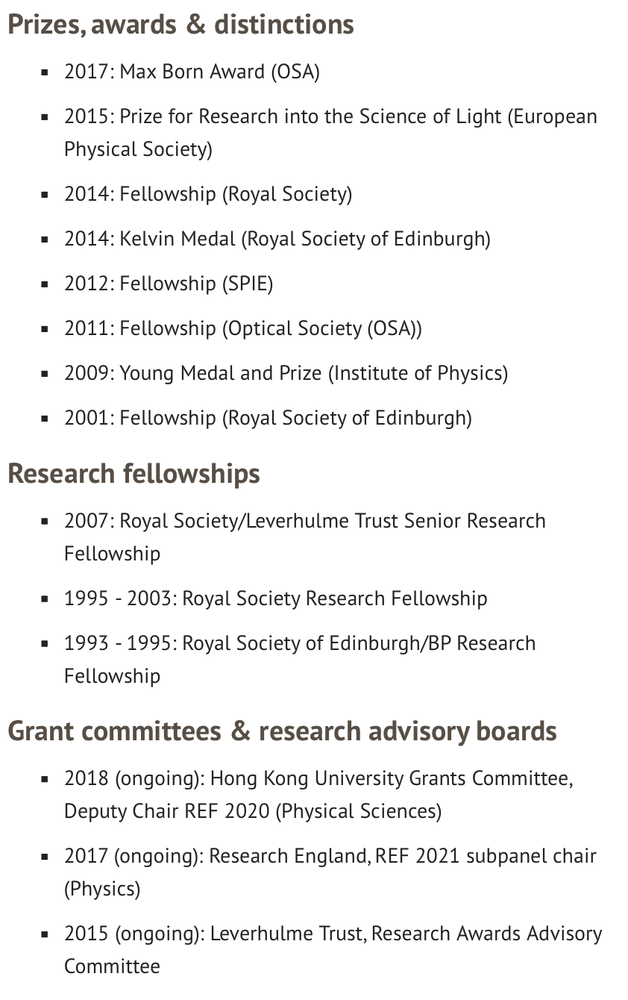 Prizes, awards & distinctions
2017: Max Born Award (OSA)
2015: Prize for Research into the Science of Light (European
Physical Society)
2014: Fellowship (Royal Society)
2014: Kelvin Medal (Royal Society of Edinburgh)
2012: Fellowship (SPIE)
2011: Fellowship (Optical Society (OSA))
2009: Young Medal and Prize (Institute of Physics)
2001: Fellowship (Royal Society of Edinburgh)
Research fellowships
2007: Royal Society/Leverhulme Trust Senior Research
Fellowship
1995 - 2003: Royal Society Research Fellowship
1993 - 1995: Royal Society of Edinburgh/BP Research
Fellowship
Grant committees & research advisory boards
2018 (ongoing): Hong Kong University Grants Committee,
Deputy Chair REF 2020 (Physical Sciences)
2017 (ongoing): Research England, REF 2021 subpanel chair
(Physics)
2015 (ongoing): Leverhulme Trust, Research Awards Advisory
Committee